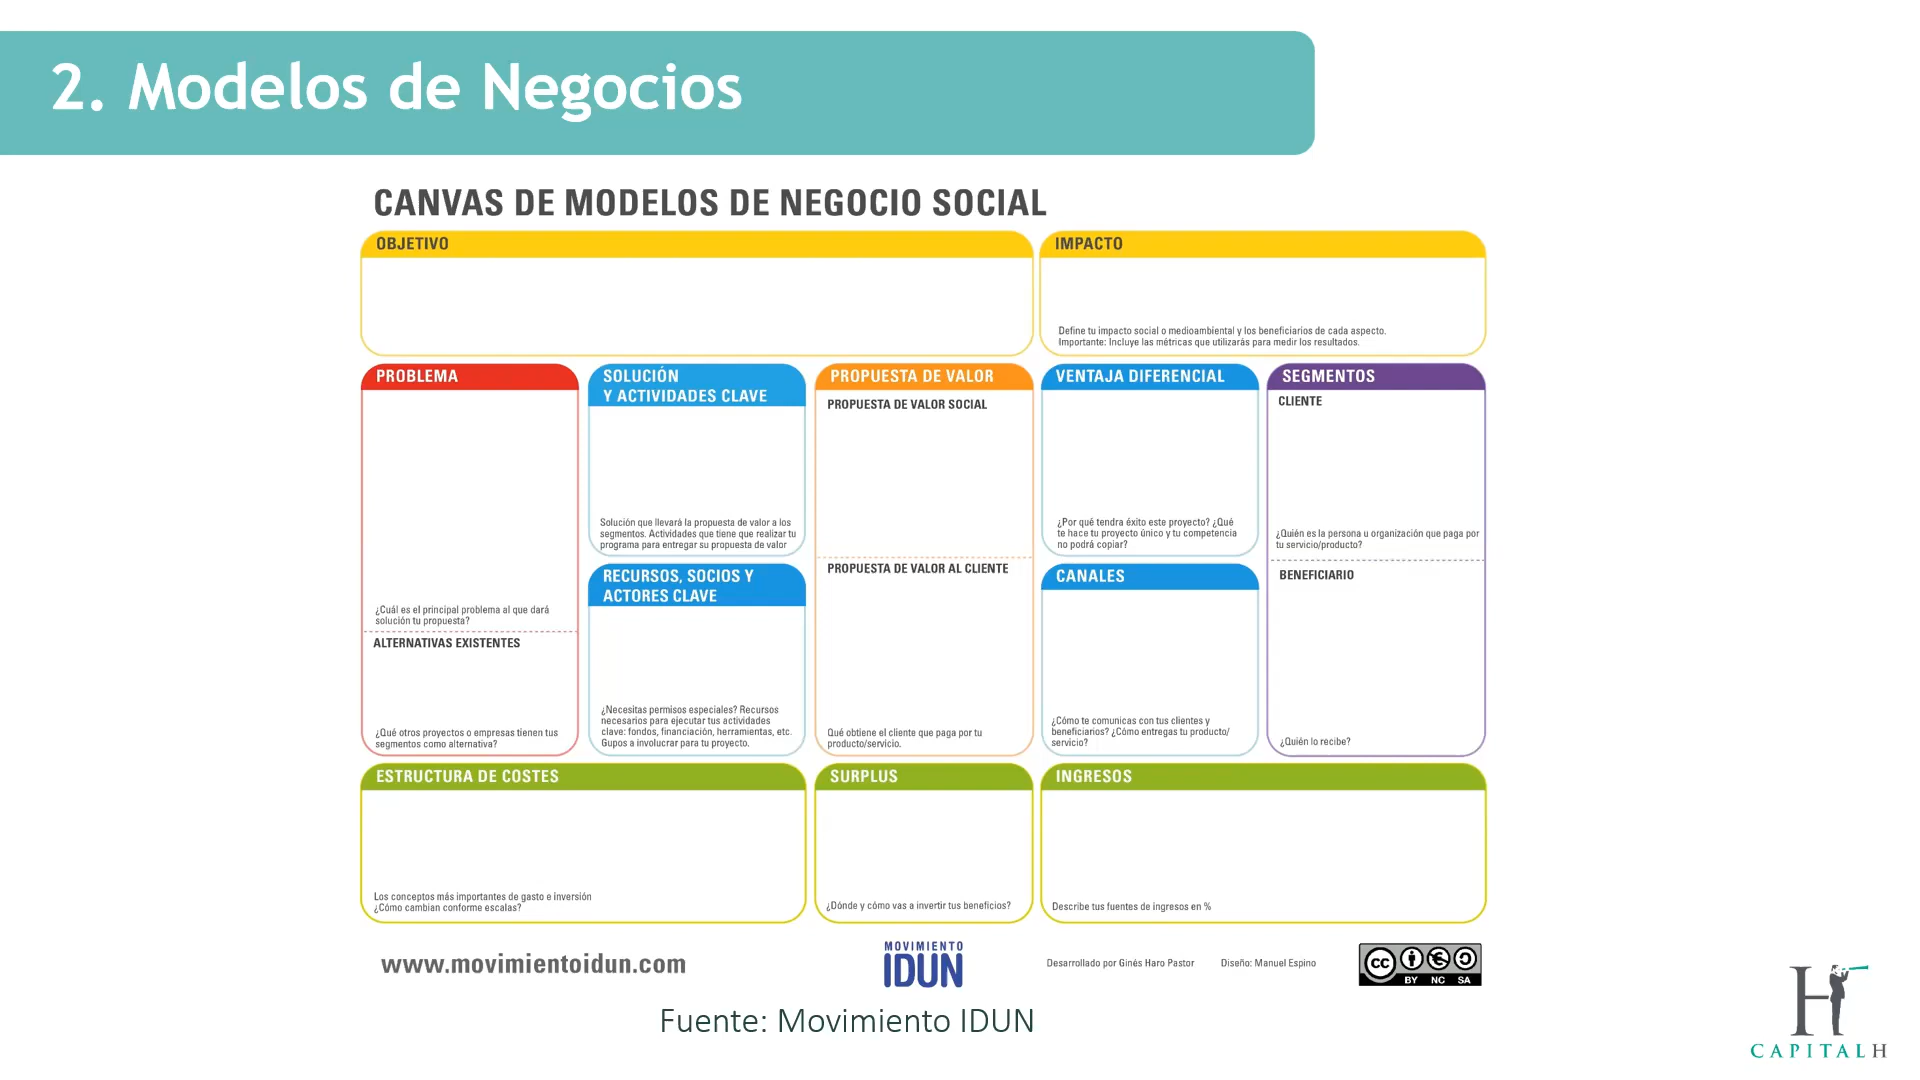 2. Modelos de Negocios
CANVAS DE MODELOS DE NEGOCIO SOCIAL
OBJETIVO
IMPACTO
Define tu impacto social o medioambiental y los beneficiarios de cada aspecto.
Importante: Incluye las métricas que utilizarás para medir los resultados.
PROBLEMA
¿Cuál es el principal problema al que dará
solución tu propuesta?
ALTERNATIVAS EXISTENTES
¿Qué otros proyectos o empresas tienen tus
segmentos como alternativa?
SOLUCIÓN
Y ACTIVIDADES CLAVE
Solución que llevará la propuesta de valor a los
segmentos. Actividades que tiene que realizar tu
programa para entregar su propuesta de valor
RECURSOS, SOCIOS Y
ACTORES CLAVE
¿Necesitas permisos especiales? Recursos
necesarios para ejecutar tus actividades
clave: fondos, financiación, herramientas, etc.
Gupos a involucrar para tu proyecto.
PROPUESTA DE VALOR
PROPUESTA DE VALOR SOCIAL
PROPUESTA DE VALOR AL CLIENTE
Qué obtiene el cliente que paga por tu
producto/servicio.
VENTAJA DIFERENCIAL
¿Por qué tendra éxito este proyecto? ¿Qué
te hace tu proyecto único y tu competencia
no podrá copiar?
CANALES
¿Cómo te comunicas con tus clientes y
beneficiarios? ¿Cómo entregas tu producto/
servicio?
SEGMENTOS
CLIENTE
¿Quién es la persona u organización que paga por
tu servicio/producto?
BENEFICIARIO
¿Quién lo recibe?
ESTRUCTURA DE COSTES
Los conceptos más importantes de gasto e inversión
¿Cómo cambian conforme escalas?
SURPLUS
¿Dónde y cómo vas a invertir tus beneficios?
INGRESOS
Describe tus fuentes de ingresos en %
www.movimientoidun.com
MOVIMIENTO
IDUN
Desarrollado por Ginés Haro Pastor
Diseño: Manuel Espino
cc
BY NC SA
Fuente: Movimiento IDUN
H
CAPITALH